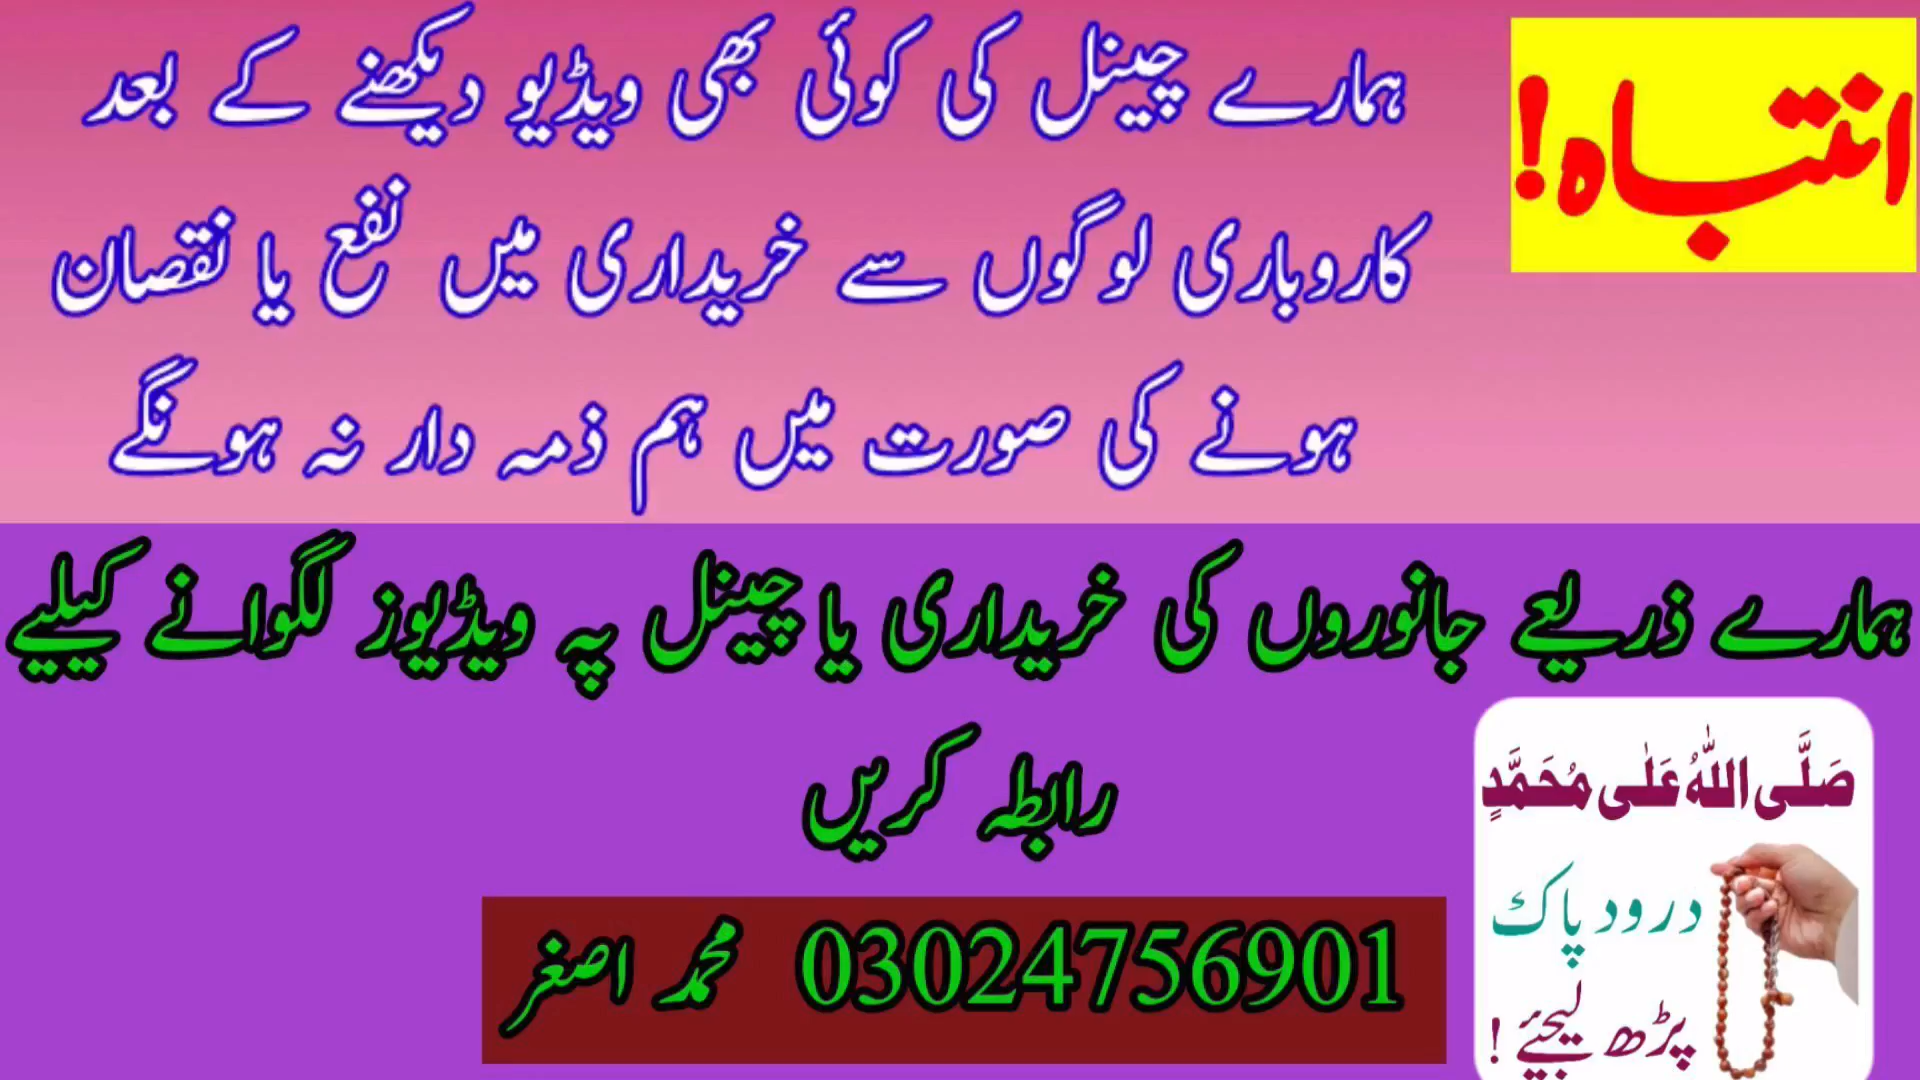 انتباہ!
ہمارے چینل کی کوئی بھی ویڈیو دیکھنے کے بعد
کاروباری لوگوں سے خریداری میں نفع یا نقصان
ہونے کی صورت میں ہم ذمہ دار نہ ہونگے
ہمارے ذریعے جانوروں کی خریداری یا چینل پہ ویڈیوز لگوانے کیلیے
رابطہ کریں
03024756901 محمد اصغر
صَلَّی اللّٰهُ عَلٰی مُحَمَّدٍ
درود پاک
پڑھ لیجئے!